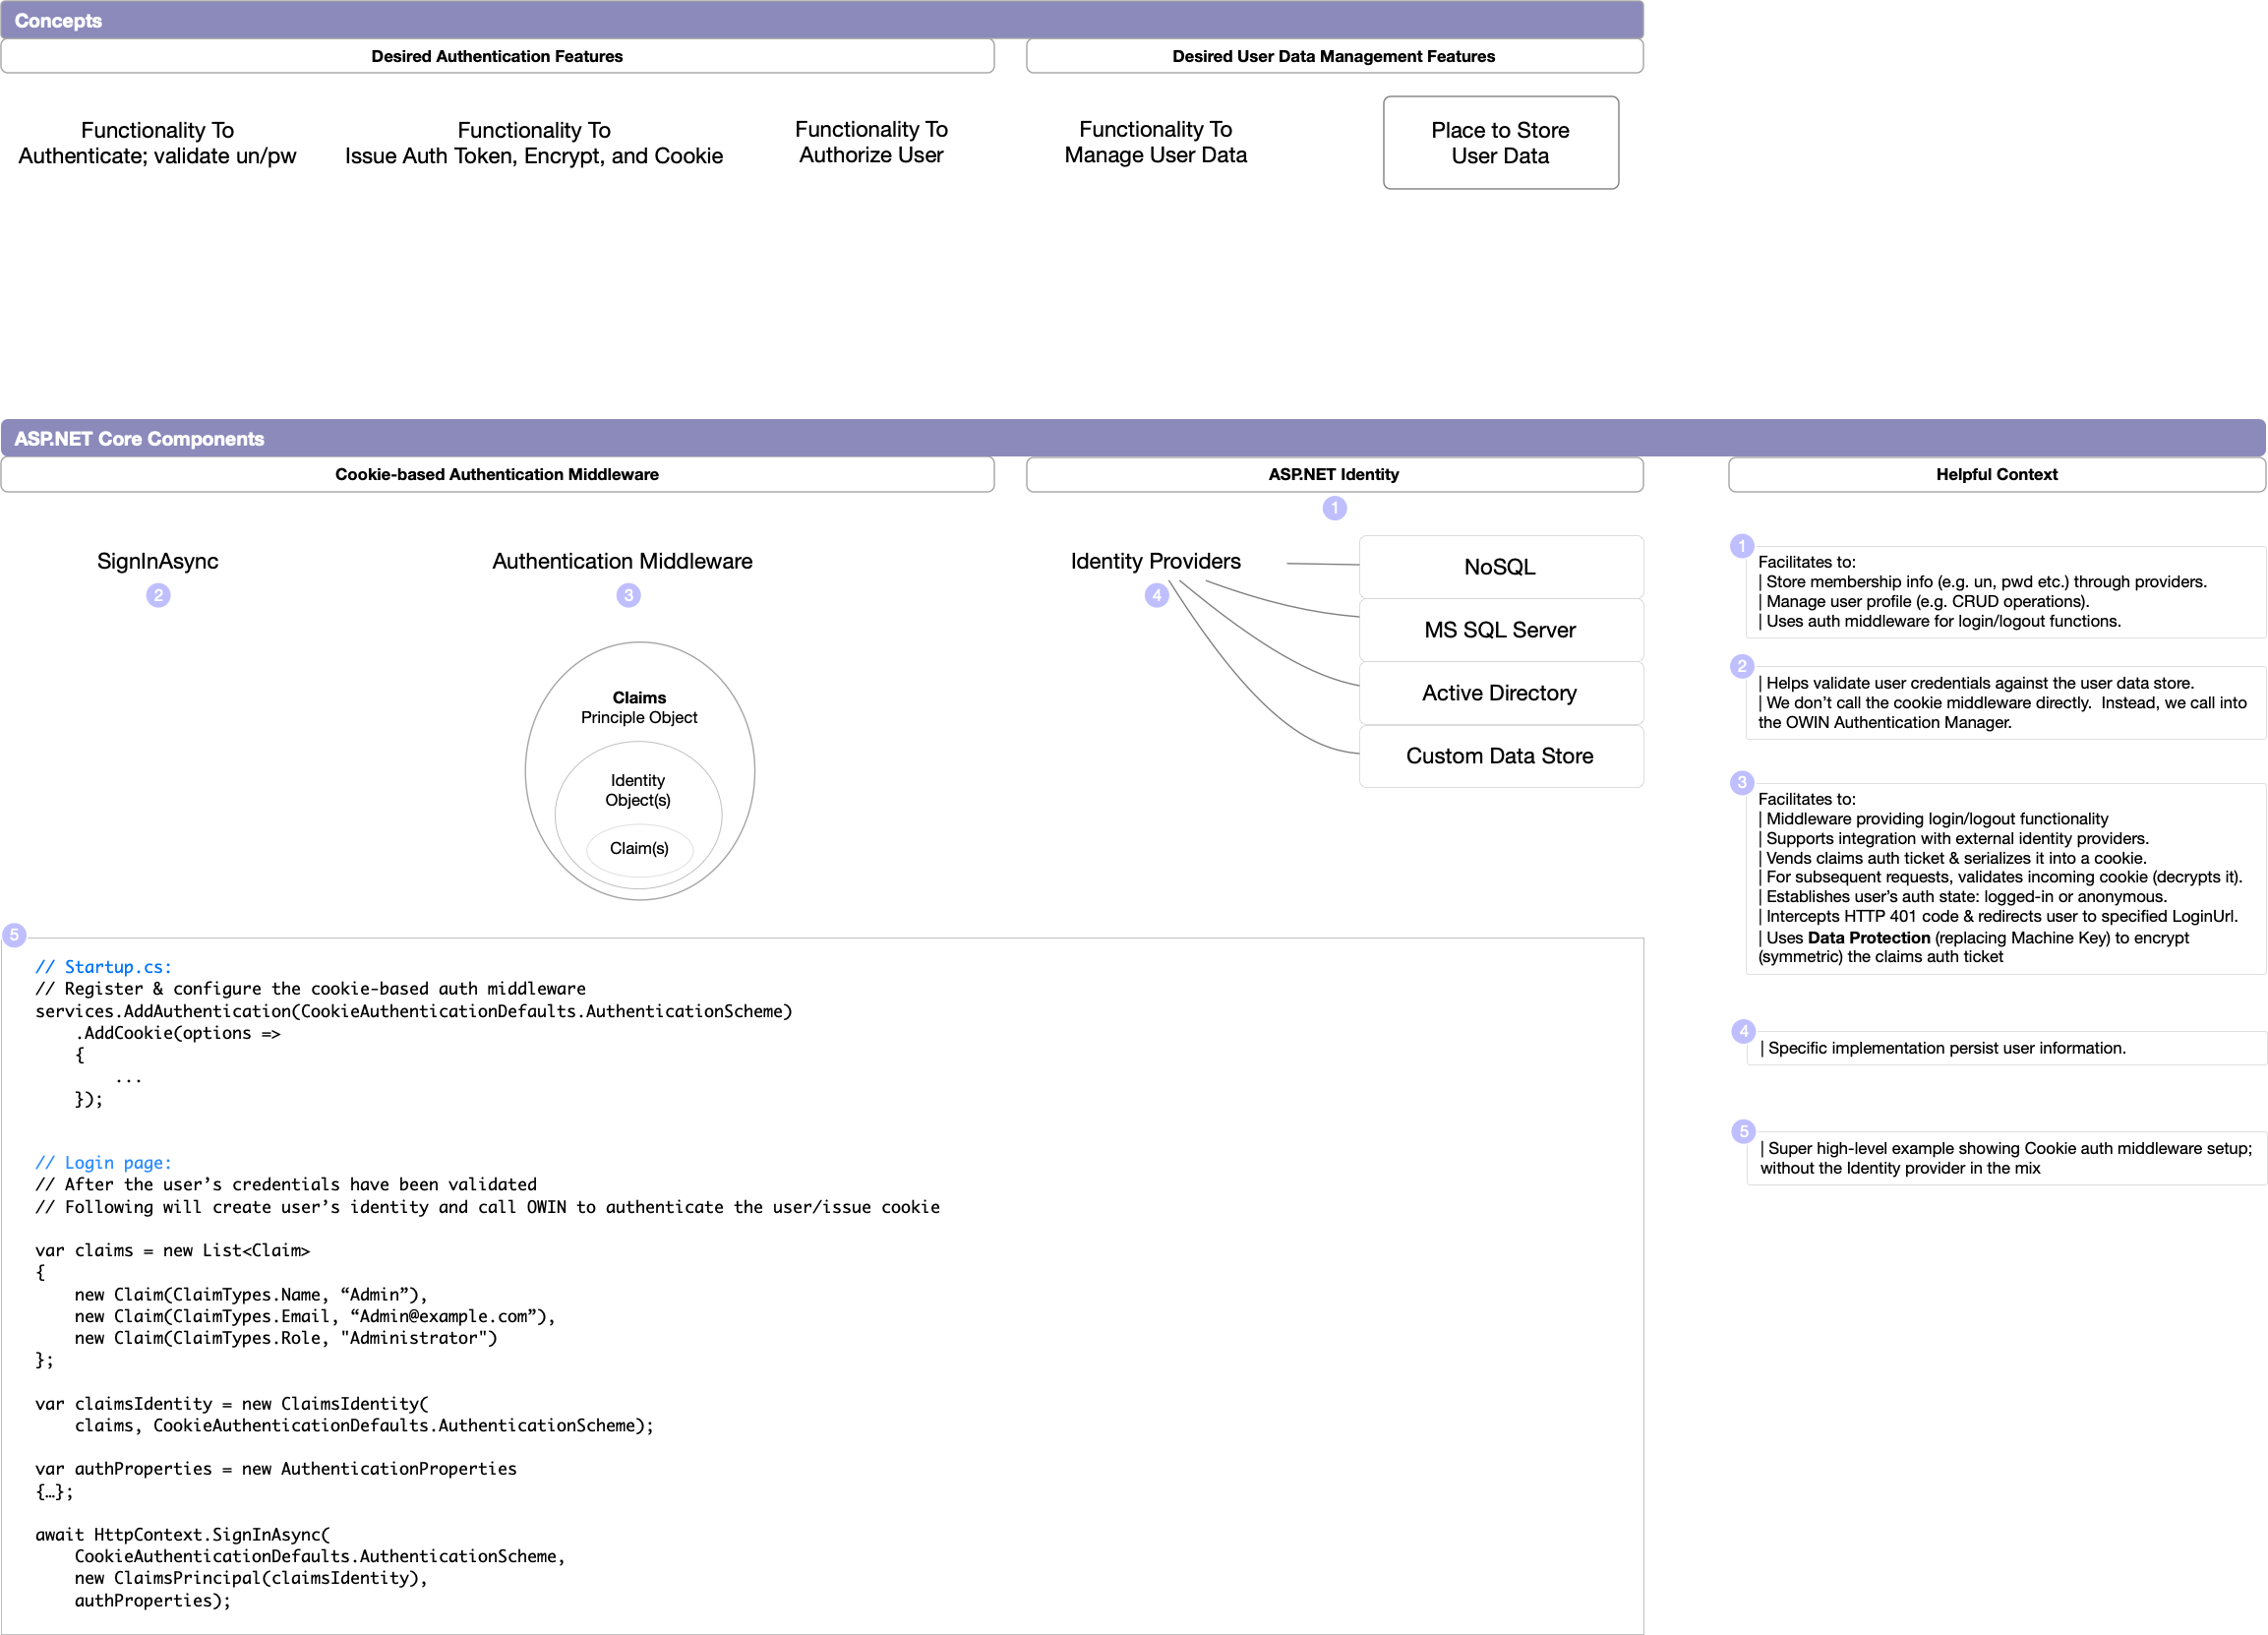 Concepts
Desired Authentication Features
Desired User Data Management Features
Functionality To
Authenticate; validate un/pw
Functionality To
Issue Auth Token, Encrypt, and Cookie
Functionality To
Authorize User
Functionality To
Manage User Data
Place to Store
User Data
ASP.NET Core Components
Cookie-based Authentication Middleware
ASP.NET Identity
Helpful Context
1
SignInAsync
2
Authentication Middleware
3
Claims
Principle Object
Identity
Object(s)
Claim(s)
Identity Providers
4
NoSQL
MS SQL Server
Active Directory
Custom Data Store
1
Facilitates to:
| Store membership info (e.g. un, pwd etc.) through providers.
| Manage user profile (e.g. CRUD operations).
| Uses auth middleware for login/logout functions.
2
| Helps validate user credentials against the user data store.
| We don’t call the cookie middleware directly.  Instead, we call into
the OWIN Authentication Manager.
3
Facilitates to:
| Middleware providing login/logout functionality
| Supports integration with external identity providers.
| Vends claims auth ticket & serializes it into a cookie.
| For subsequent requests, validates incoming cookie (decrypts it).
| Establishes user’s auth state: logged-in or anonymous.
| Intercepts HTTP 401 code & redirects user to specified LoginUrl.
| Uses Data Protection (replacing Machine Key) to encrypt
(symmetric) the claims auth ticket
4
| Specific implementation persist user information.
5
| Super high-level example showing Cookie auth middleware setup;
without the Identity provider in the mix
5
// Startup.cs:
// Register & configure the cookie-based auth middleware
services.AddAuthentication(CookieAuthenticationDefaults.AuthenticationScheme)
    .AddCookie(options =>
    {
        ...
    });
// Login page:
// After the user’s credentials have been validated
// Following will create user’s identity and call OWIN to authenticate the user/issue cookie
var claims = new List<Claim>
{
    new Claim(ClaimTypes.Name, “Admin”),
    new Claim(ClaimTypes.Email, “Admin@example.com”),
    new Claim(ClaimTypes.Role, "Administrator")
};
var claimsIdentity = new ClaimsIdentity(
    claims, CookieAuthenticationDefaults.AuthenticationScheme);
var authProperties = new AuthenticationProperties
{…};
await HttpContext.SignInAsync(
    CookieAuthenticationDefaults.AuthenticationScheme,
    new ClaimsPrincipal(claimsIdentity),
    authProperties);